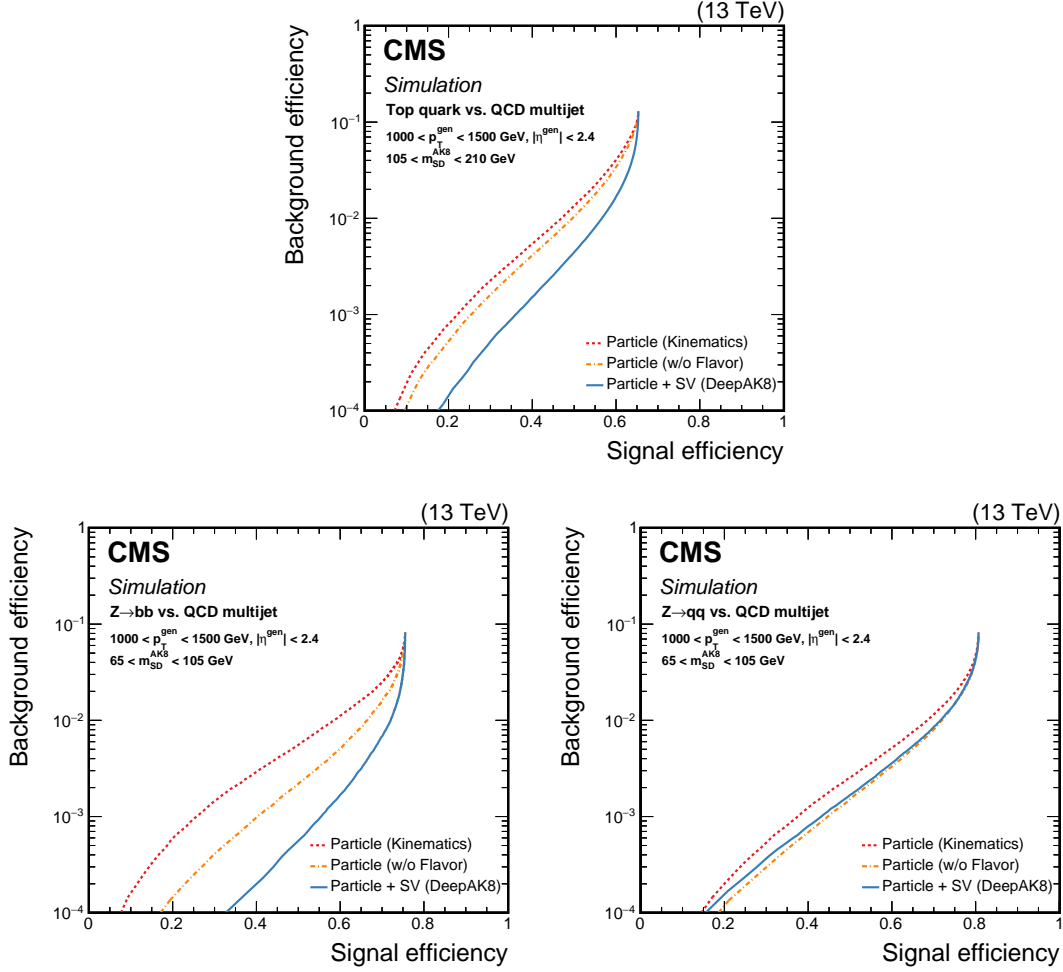 (13 TeV)
Background efficiency
1
10⁻¹
10⁻²
10⁻³
10⁻⁴
CMS
Simulation
Top quark vs. QCD multijet
1000 < p_T^gen < 1500 GeV, |η^gen| < 2.4
105 < m_SD^AK8 < 210 GeV
Particle (Kinematics)
Particle (w/o Flavor)
Particle + SV (DeepAK8)
0 0.2 0.4 0.6 0.8 1
Signal efficiency
(13 TeV)
Background efficiency
1
10⁻¹
10⁻²
10⁻³
10⁻⁴
CMS
Simulation
Z→bb vs. QCD multijet
1000 < p_T^gen < 1500 GeV, |η^gen| < 2.4
65 < m_SD^AK8 < 105 GeV
Particle (Kinematics)
Particle (w/o Flavor)
Particle + SV (DeepAK8)
0 0.2 0.4 0.6 0.8 1
Signal efficiency
(13 TeV)
Background efficiency
1
10⁻¹
10⁻²
10⁻³
10⁻⁴
CMS
Simulation
Z→qq vs. QCD multijet
1000 < p_T^gen < 1500 GeV, |η^gen| < 2.4
65 < m_SD^AK8 < 105 GeV
Particle (Kinematics)
Particle (w/o Flavor)
Particle + SV (DeepAK8)
0 0.2 0.4 0.6 0.8 1
Signal efficiency